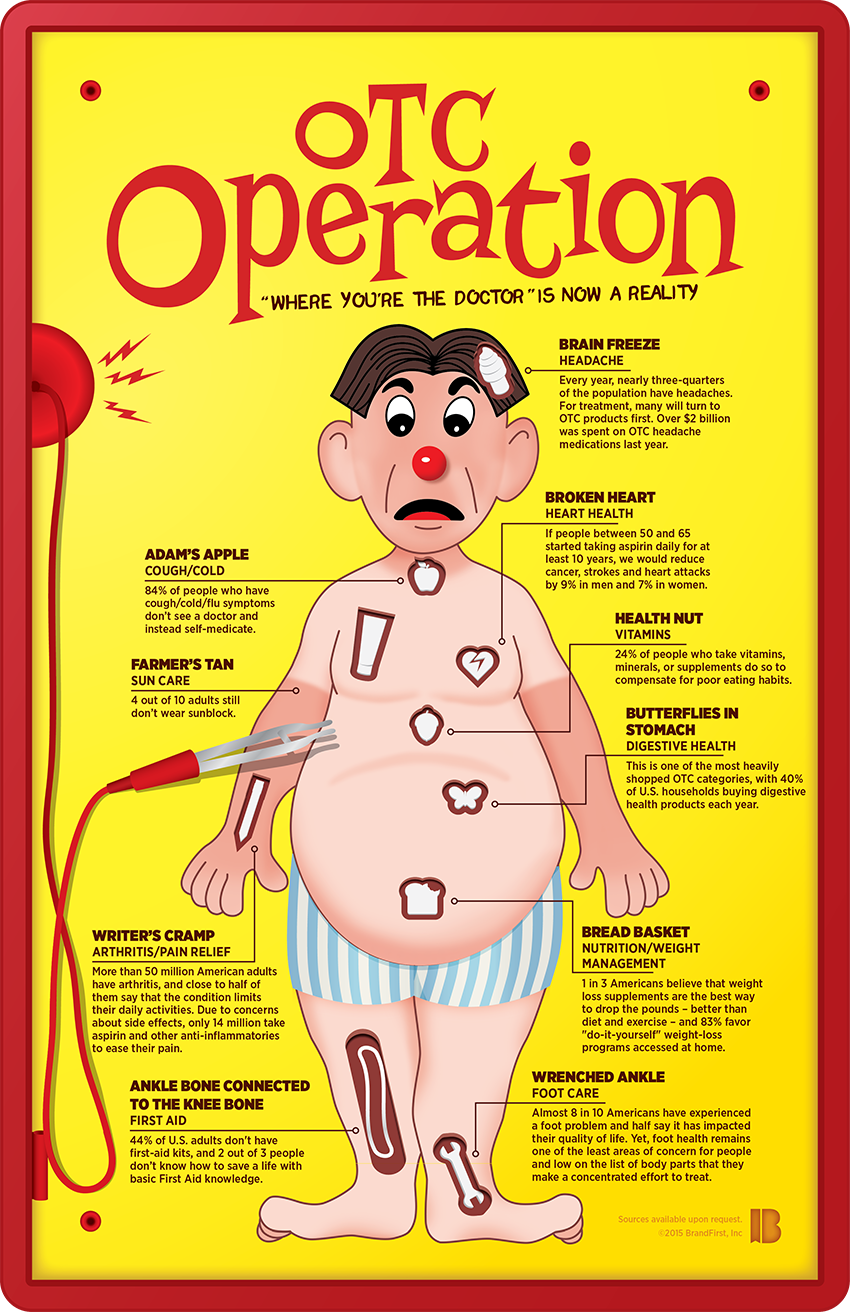 OTC
Operation
"WHERE YOU'RE THE DOCTOR" IS NOW A REALITY
BRAIN FREEZE
HEADACHE
Every year, nearly three-quarters
of the population have headaches.
For treatment, many will turn to
OTC products first. Over $2 billion
was spent on OTC headache
medications last year.
BROKEN HEART
HEART HEALTH
If people between 50 and 65
started taking aspirin daily for at
least 10 years, we would reduce
cancer, strokes and heart attacks
by 9% in men and 7% in women.
ADAM'S APPLE
COUGH/COLD
84% of people who have
cough/cold/flu symptoms
don't see a doctor and
instead self-medicate.
HEALTH NUT
VITAMINS
24% of people who take vitamins,
minerals, or supplements do so to
compensate for poor eating habits.
FARMER'S TAN
SUN CARE
4 out of 10 adults still
don't wear sunblock.
BUTTERFLIES IN
STOMACH
DIGESTIVE HEALTH
This is one of the most heavily
shopped OTC categories, with 40%
of U.S. households buying digestive
health products each year.
WRITER'S CRAMP
ARTHRITIS/PAIN RELIEF
More than 50 million American adults
have arthritis, and close to half of
them say that the condition limits
their daily activities. Due to concerns
about side effects, only 14 million take
aspirin and other anti-inflammatories
to ease their pain.
BREAD BASKET
NUTRITION/WEIGHT
MANAGEMENT
1 in 3 Americans believe that weight
loss supplements are the best way
to drop the pounds – better than
diet and exercise – and 83% favor
"do-it-yourself" weight-loss
programs accessed at home.
ANKLE BONE CONNECTED
TO THE KNEE BONE
FIRST AID
44% of U.S. adults don't have
first-aid kits, and 2 out of 3 people
don't know how to save a life with
basic First Aid knowledge.
WRENCHED ANKLE
FOOT CARE
Almost 8 in 10 Americans have experienced
a foot problem and half say it has impacted
their quality of life. Yet, foot health remains
one of the least areas of concern for people
and low on the list of body parts that they
make a concentrated effort to treat.
Sources available upon request.
©2015 BrandFirst, Inc
B